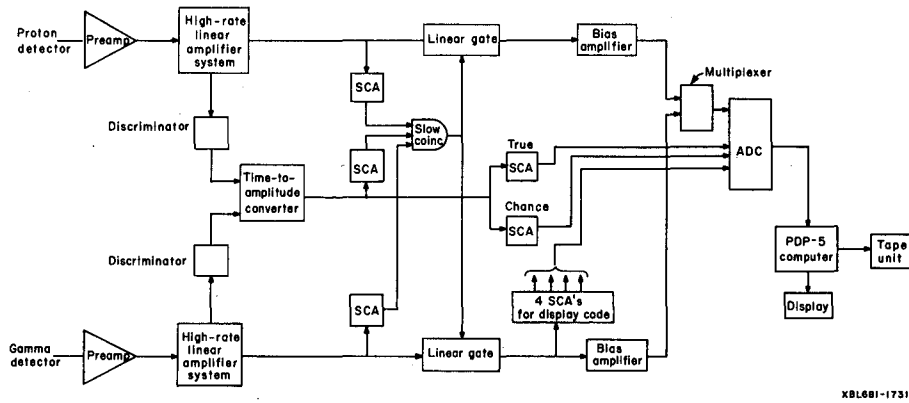 Proton
detector
Preamp
High-rate
linear
amplifier
system
Linear gate
Bias
amplifier
Multiplexer
SCA
Discriminator
Slow
coinc
SCA
True
SCA
ADC
Time-to-
amplitude
converter
Chance
SCA
Discriminator
PDP-5
computer
Tape
unit
Display
SCA
4 SCA's
for display code
Gamma
detector
Preamp
High-rate
linear
amplifier
system
Linear gate
Bias
amplifier
XBL681-1731